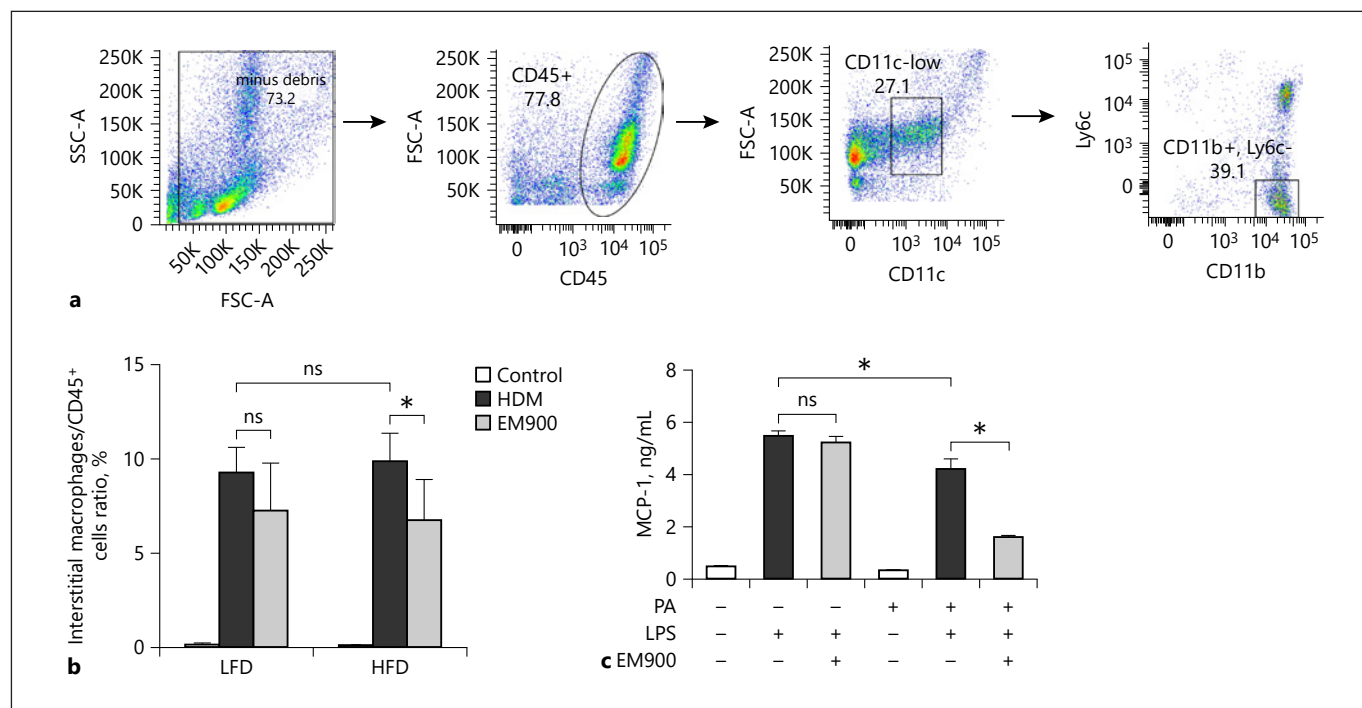 250K
200K
150K
100K
50K
0
SSC-A
minus debris
73.2
50K
100K
150K
200K
250K
FSC-A
250K
200K
150K
100K
50K
0
FSC-A
CD45+
77.8
0 10³ 10⁴ 10⁵
CD45
250K
200K
150K
100K
50K
FSC-A
CD11c-low
27.1
0 10³ 10⁴ 10⁵
CD11c
10⁵
10⁴
10³
0
Ly6c
CD11b+, Ly6c-
39.1
0 10³ 10⁴ 10⁵
CD11b
a
15
10
5
0
Interstitial macrophages/CD45⁺
cells ratio, %
ns
ns
*
LFD HFD
b
Control
HDM
EM900
8
6
4
2
0
MCP-1, ng/mL
*
ns
*
PA – – – + + +
LPS – + + – + +
c EM900 – – + – – +